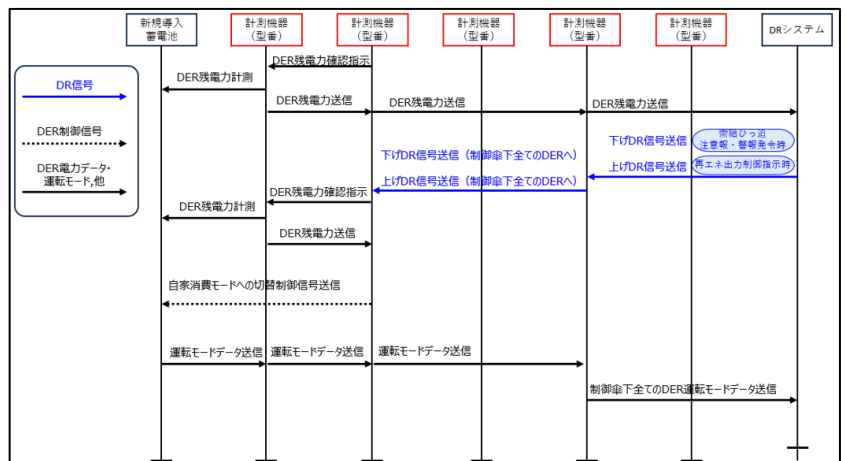 新規導入
蓄電池
計測機器
(型番)
計測機器
(型番)
計測機器
(型番)
計測機器
(型番)
計測機器
(型番)
DRシステム
DR信号
DER制御信号
DER電力データ・
運転モード,他
DER残電力確認指示
DER残電力計測
DER残電力送信
DER残電力送信
DER残電力送信
下げDR信号送信（制御傘下全てのDERへ）
下げDR信号送信
需給ひっ迫
注意報・警報発令時
上げDR信号送信（制御傘下全てのDERへ）
上げDR信号送信
再エネ出力制御指示時
DER残電力確認指示
DER残電力計測
DER残電力送信
自家消費モードへの切替制御信号送信
運転モードデータ送信
運転モードデータ送信
運転モードデータ送信
制御傘下全てのDER運転モードデータ送信